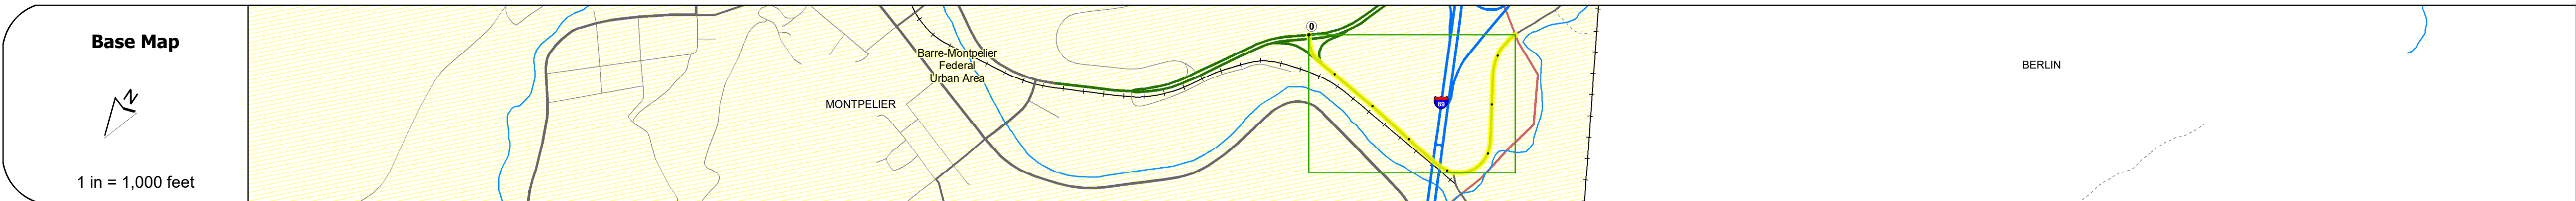 Base Map
N
1 in = 1,000 feet
Barre-Montpelier
Federal
Urban Area
MONTPELIER
0
89
BERLIN